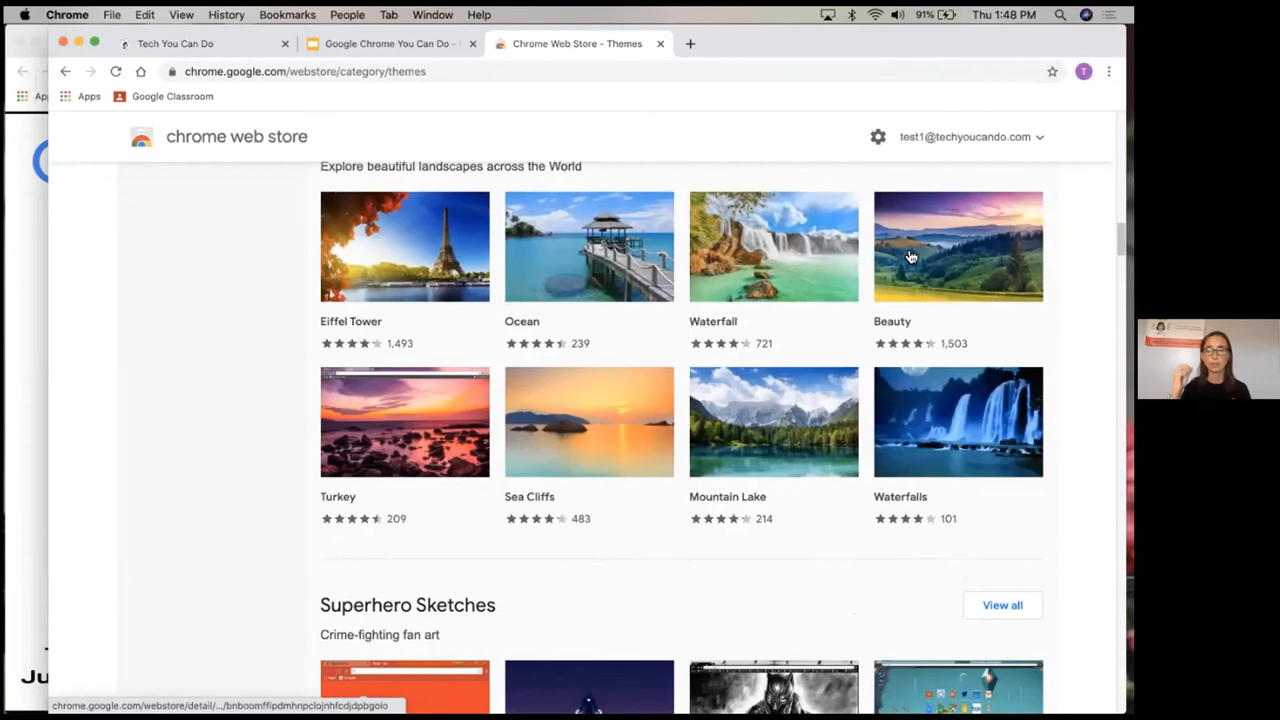 Chrome File Edit View History Bookmarks People Tab Window Help 91% Thu 1:48 PM
Tech You Can Do Google Chrome You Can Do - Chrome Web Store - Themes
chrome.google.com/webstore/category/themes T
Apps Google Classroom
chrome web store test1@techyoucando.com
Explore beautiful landscapes across the World
Eiffel Tower Ocean Waterfall Beauty
1,493 239 721 1,503
Turkey Sea Cliffs Mountain Lake Waterfalls
209 483 214 101
Superhero Sketches View all
Crime-fighting fan art
Ju
chrome.google.com/webstore/detail/.../bnboomffipdmhnpclojnhfcdjdpbgoio